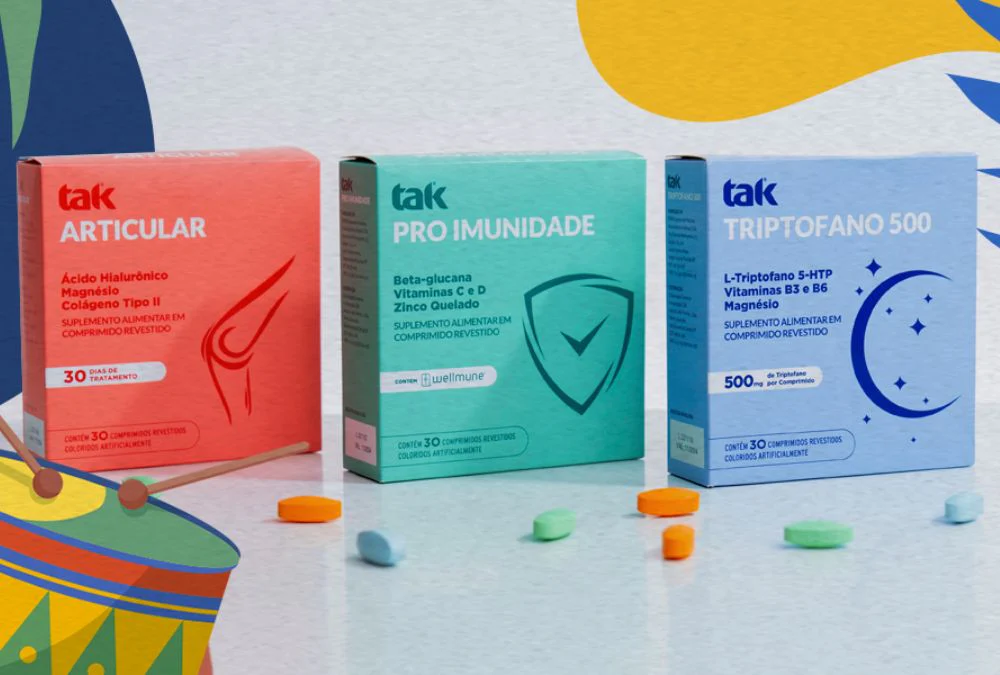 tak
ARTICULAR
Ácido Hialurônico
Magnésio
Colágeno Tipo II
SUPLEMENTO ALIMENTAR EM
COMPRIMIDO REVESTIDO
30 DIAS DE
TRATAMENTO
CONTÉM 30 COMPRIMIDOS REVESTIDOS
COLORIDOS ARTIFICIALMENTE
tak
PRO IMUNIDADE
Beta-glucana
Vitaminas C e D
Zinco Quelado
SUPLEMENTO ALIMENTAR EM
COMPRIMIDO REVESTIDO
CONTÉM wellmune
CONTÉM 30 COMPRIMIDOS REVESTIDOS
COLORIDOS ARTIFICIALMENTE
tak
TRIPTOFANO 500
L-Triptofano 5-HTP
Vitaminas B3 e B6
Magnésio
SUPLEMENTO ALIMENTAR EM
COMPRIMIDO REVESTIDO
500mg de Triptofano
por Comprimido
CONTÉM 30 COMPRIMIDOS REVESTIDOS
COLORIDOS ARTIFICIALMENTE